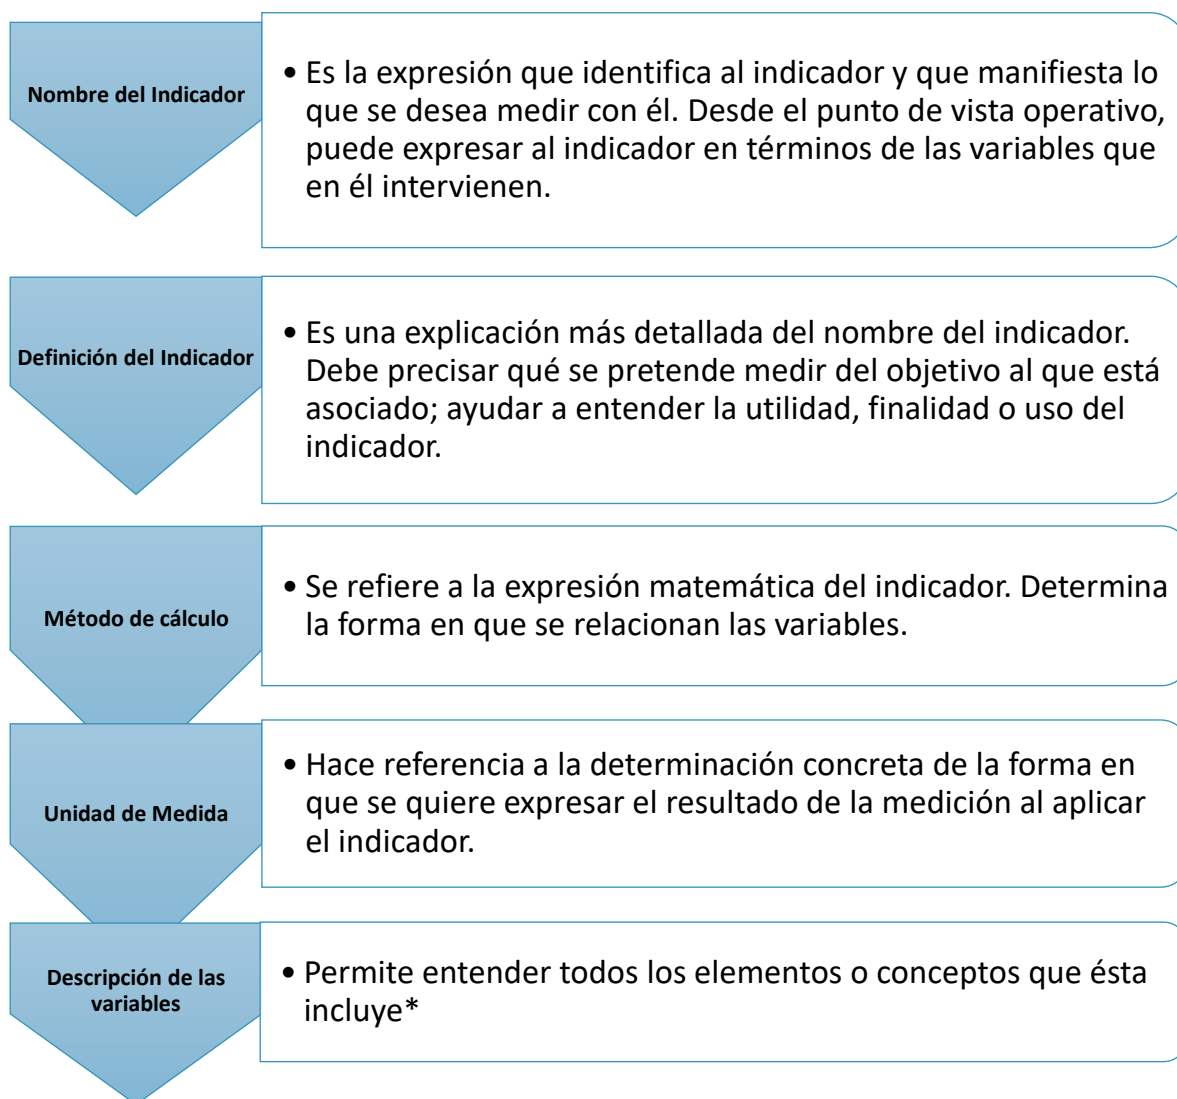 Nombre del Indicador
• Es la expresión que identifica al indicador y que manifiesta lo
que se desea medir con él. Desde el punto de vista operativo,
puede expresar al indicador en términos de las variables que
en él intervienen.
Definición del Indicador
• Es una explicación más detallada del nombre del indicador.
Debe precisar qué se pretende medir del objetivo al que está
asociado; ayudar a entender la utilidad, finalidad o uso del
indicador.
Método de cálculo
• Se refiere a la expresión matemática del indicador. Determina
la forma en que se relacionan las variables.
Unidad de Medida
• Hace referencia a la determinación concreta de la forma en
que se quiere expresar el resultado de la medición al aplicar
el indicador.
Descripción de las
variables
• Permite entender todos los elementos o conceptos que ésta
incluye*